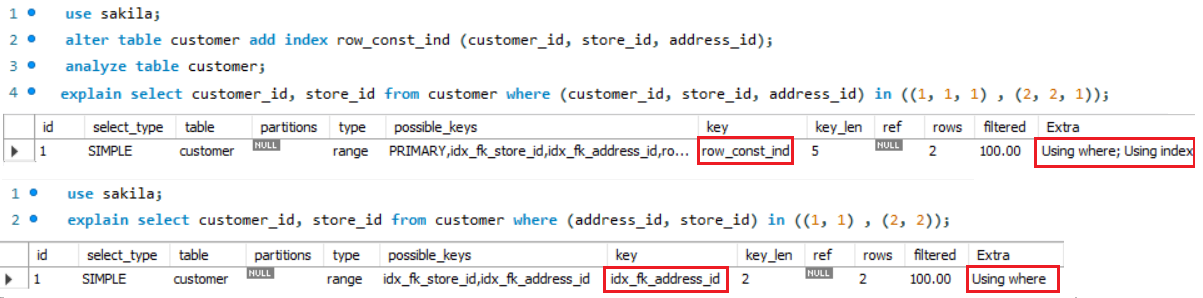 1 use sakila;
2 alter table customer add index row_const_ind (customer_id, store_id, address_id);
3 analyze table customer;
4 explain select customer_id, store_id from customer where (customer_id, store_id, address_id) in ((1, 1, 1) , (2, 2, 1));
id select_type table partitions type possible_keys key key_len ref rows filtered Extra
1 SIMPLE customer NULL range PRIMARY,idx_fk_store_id,idx_fk_address_id,ro... row_const_ind 5 NULL 2 100.00 Using where; Using index
1 use sakila;
2 explain select customer_id, store_id from customer where (address_id, store_id) in ((1, 1) , (2, 2));
id select_type table partitions type possible_keys key key_len ref rows filtered Extra
1 SIMPLE customer NULL range idx_fk_store_id,idx_fk_address_id idx_fk_address_id 2 NULL 2 100.00 Using where